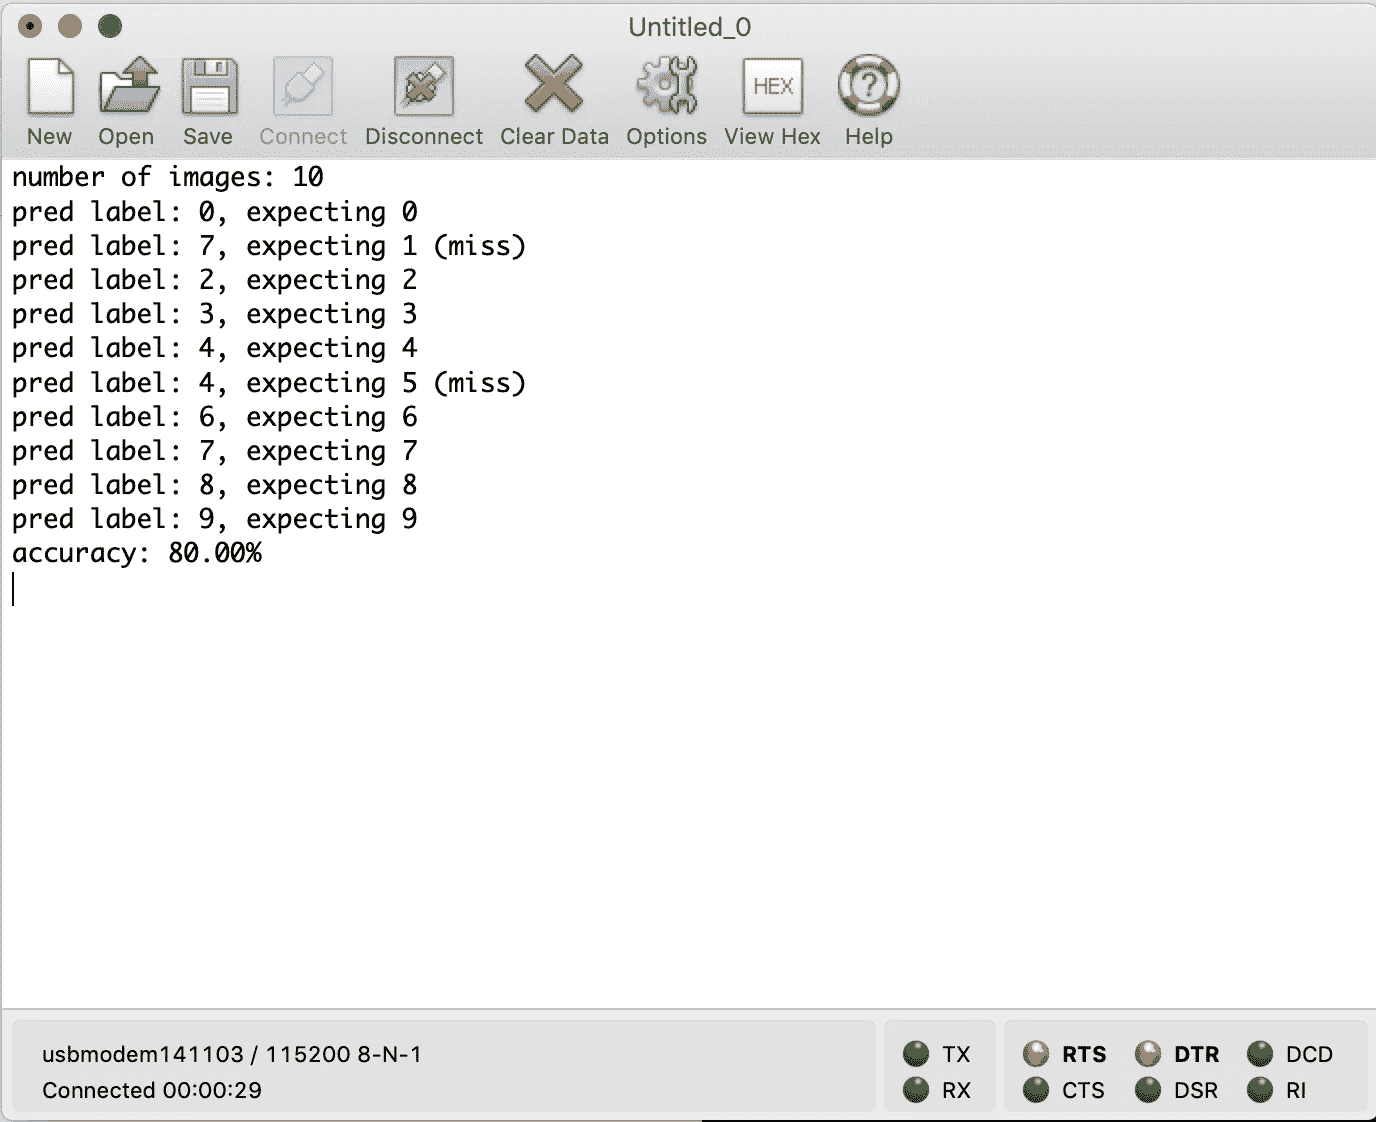 Untitled_0
New Open Save Connect Disconnect Clear Data Options View Hex Help
HEX
?
number of images: 10
pred label: 0, expecting 0
pred label: 7, expecting 1 (miss)
pred label: 2, expecting 2
pred label: 3, expecting 3
pred label: 4, expecting 4
pred label: 4, expecting 5 (miss)
pred label: 6, expecting 6
pred label: 7, expecting 7
pred label: 8, expecting 8
pred label: 9, expecting 9
accuracy: 80.00%
usbmodem141103 / 115200 8-N-1
Connected 00:00:29
TX RTS DTR DCD
RX CTS DSR RI